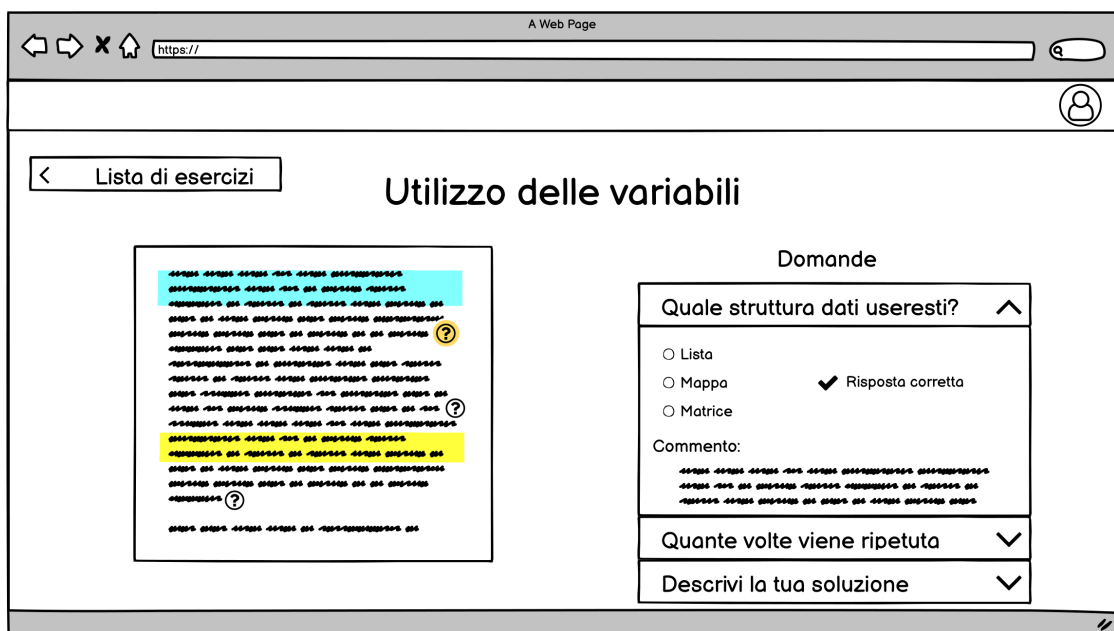 A Web Page
https://
Lista di esercizi
Utilizzo delle variabili
?
?
?
Domande
Quale struttura dati useresti?
Lista
Mappa
Risposta corretta
Matrice
Commento:
Quante volte viene ripetuta
Descrivi la tua soluzione